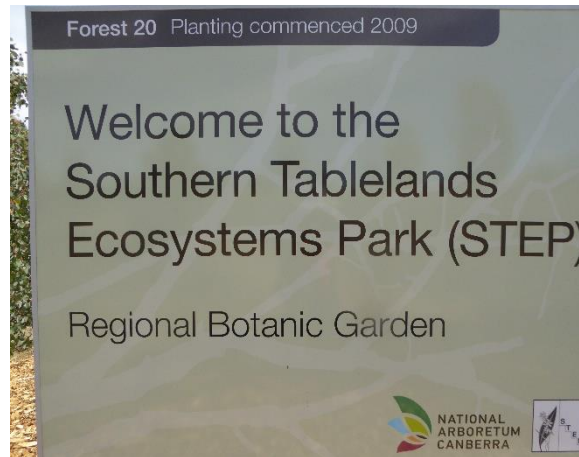 Forest 20 Planting commenced 2009
Welcome to the
Southern Tablelands
Ecosystems Park (STEP)
Regional Botanic Garden
NATIONAL
ARBORETUM
CANBERRA